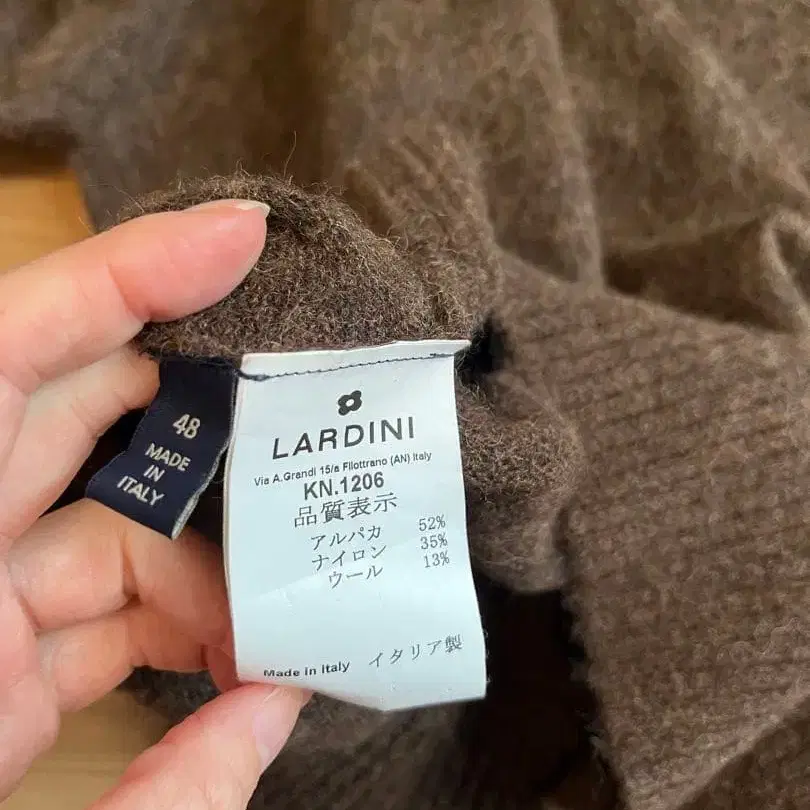 48
MADE
IN
ITALY
LARDINI
Via A.Grandi 15/a Filottrano (AN) Italy
KN.1206
品質表示
アルパカ 52%
ナイロン 35%
ウール 13%
Made in Italy イタリア製